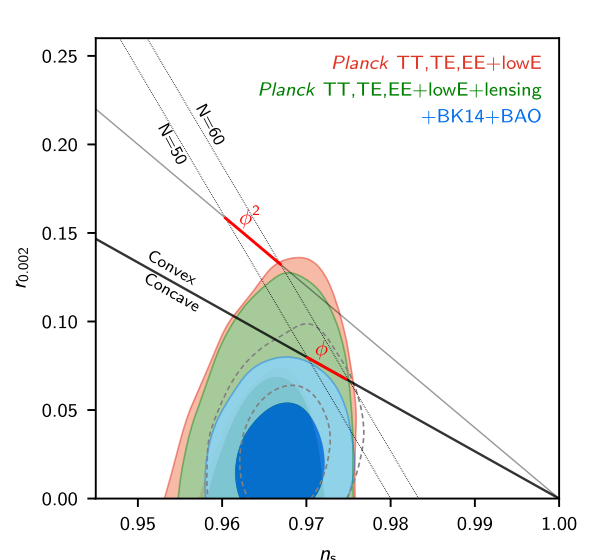 Planck TT,TE,EE+lowE
Planck TT,TE,EE+lowE+lensing
+BK14+BAO
N=60
N=50
ϕ²
Convex
Concave
ϕ
r₀.₀₀₂
0.25
0.20
0.15
0.10
0.05
0.00
0.95 0.96 0.97 0.98 0.99 1.00
nₛ